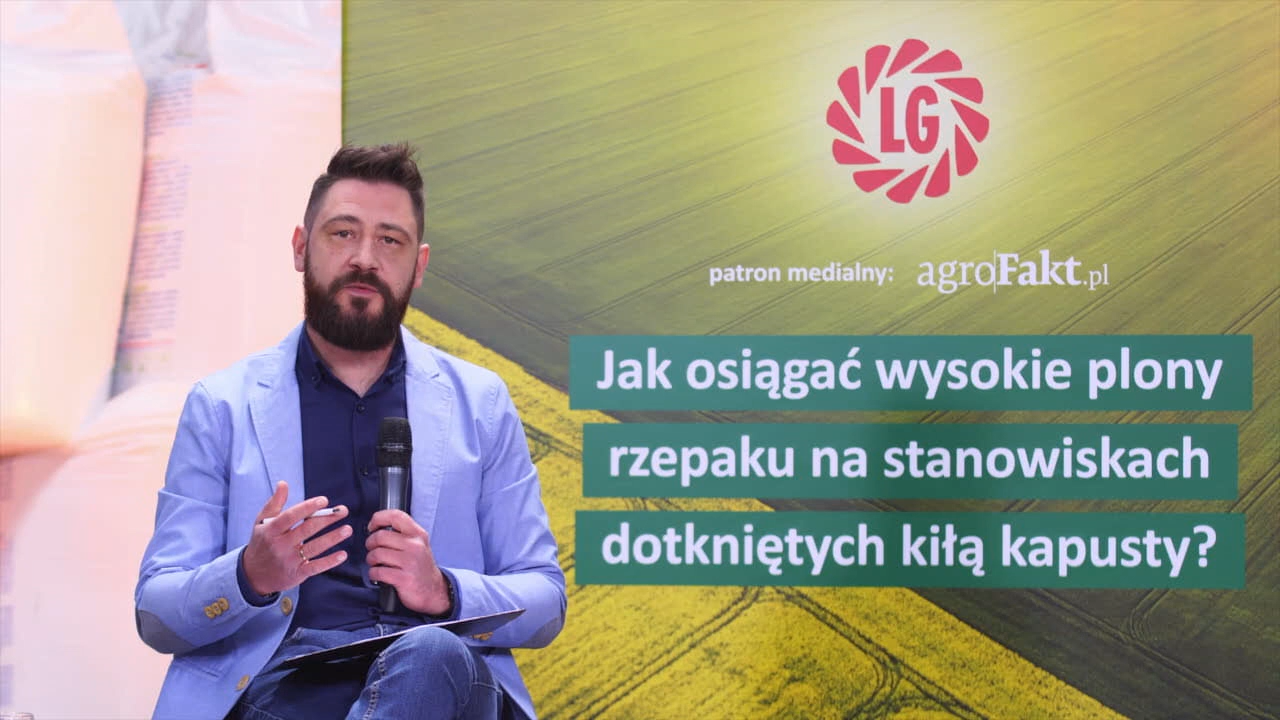 LG
patron medialny: agroFakt.pl
Jak osiągać wysokie plony
rzepaku na stanowiskach
dotkniętych kiłą kapusty?